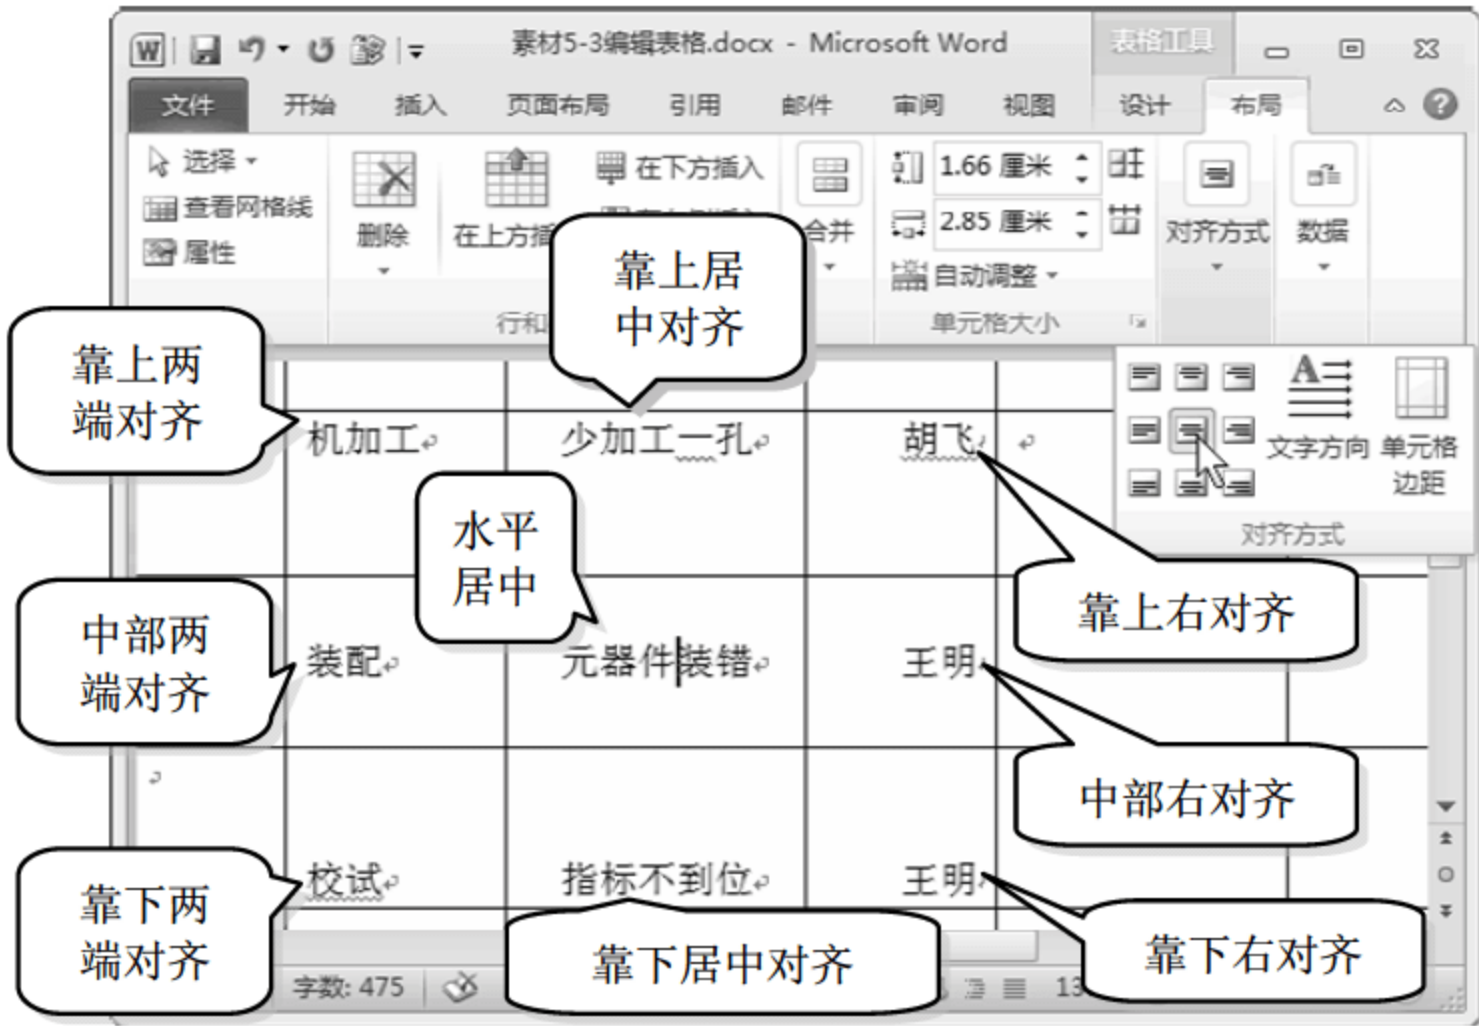 素材5-3编辑表格.docx - Microsoft Word
表格工具
文件 开始 插入 页面布局 引用 邮件 审阅 视图 设计 布局
选择
查看网格线
属性
删除
在上方插
在下方插入
合并
1.66 厘米
2.85 厘米
自动调整
对齐方式
数据
行和
单元格大小
靠上居
中对齐
靠上两
端对齐
文字方向
单元格
边距
对齐方式
机加工
少加工一孔
胡飞
水平
居中
靠上右对齐
中部两
端对齐
装配
元器件装错
王明
中部右对齐
校试
指标不到位
王明
靠下两
端对齐
靠下居中对齐
靠下右对齐
字数: 475
13